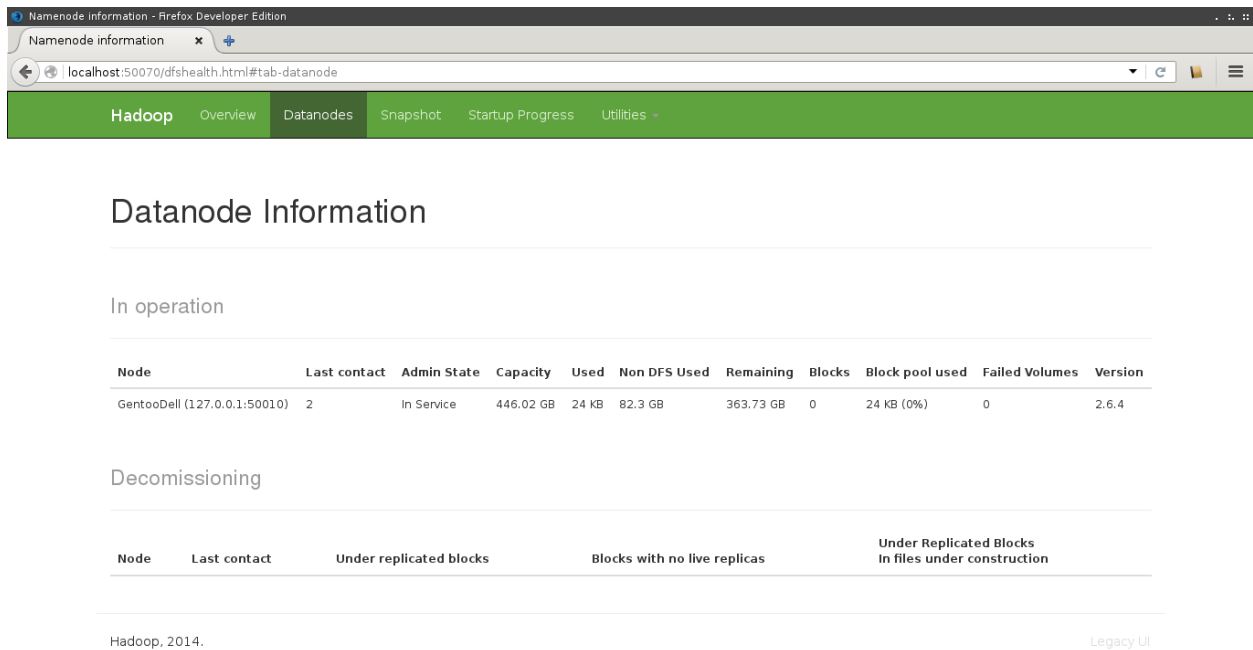 Namenode information - Firefox Developer Edition
Namenode information
localhost:50070/dfshealth.html#tab-datanode
Hadoop Overview Datanodes Snapshot Startup Progress Utilities
Datanode Information
In operation
Node Last contact Admin State Capacity Used Non DFS Used Remaining Blocks Block pool used Failed Volumes Version
GentooDell (127.0.0.1:50010) 2 In Service 446.02 GB 24 KB 82.3 GB 363.73 GB 0 24 KB (0%) 0 2.6.4
Decomissioning
Node Last contact Under replicated blocks Blocks with no live replicas Under Replicated Blocks
In files under construction
Hadoop, 2014. Legacy UI